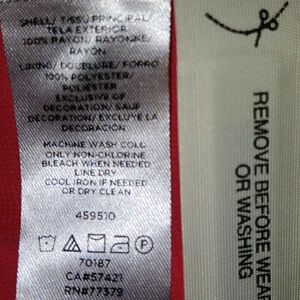 SHELL/ TISSU PRINCIPAL/
TELA EXTERIOR
100% RAYON/ RAYONNE/
RAYON
LINING/ DOUBLURE/ FORRO
100% POLYESTER/
POLIESTER
EXCLUSIVE OF
DECORATION/ SAUF
DECORATION/ EXCLUYE LA
DECORACIÓN
MACHINE WASH COLD
ONLY NON-CHLORINE
BLEACH WHEN NEEDED
LINE DRY
COOL IRON IF NEEDED
OR DRY CLEAN
459510
70187
CA#57421
RN#77379
REMOVE BEFORE WEAR
OR WASHING